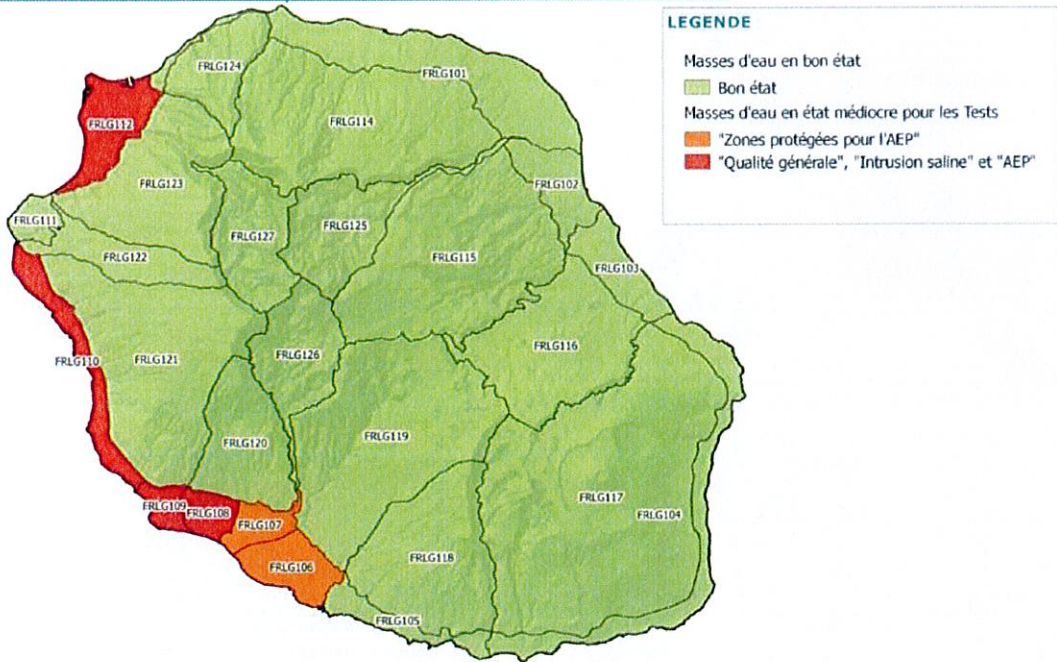 LEGENDE
Masses d'eau en bon état
Bon état
Masses d'eau en état médiocre pour les Tests
"Zones protégées pour l'AEP"
"Qualité générale", "Intrusion saline" et "AEP"
FRLG124
FRLG101
FRLG112
FRLG114
FRLG123
FRLG102
FRLG111
FRLG125
FRLG127
FRLG122
FRLG115
FRLG103
FRLG116
FRLG126
FRLG110
FRLG121
FRLG119
FRLG120
FRLG117
FRLG109
FRLG108
FRLG104
FRLG107
FRLG118
FRLG106
FRLG105